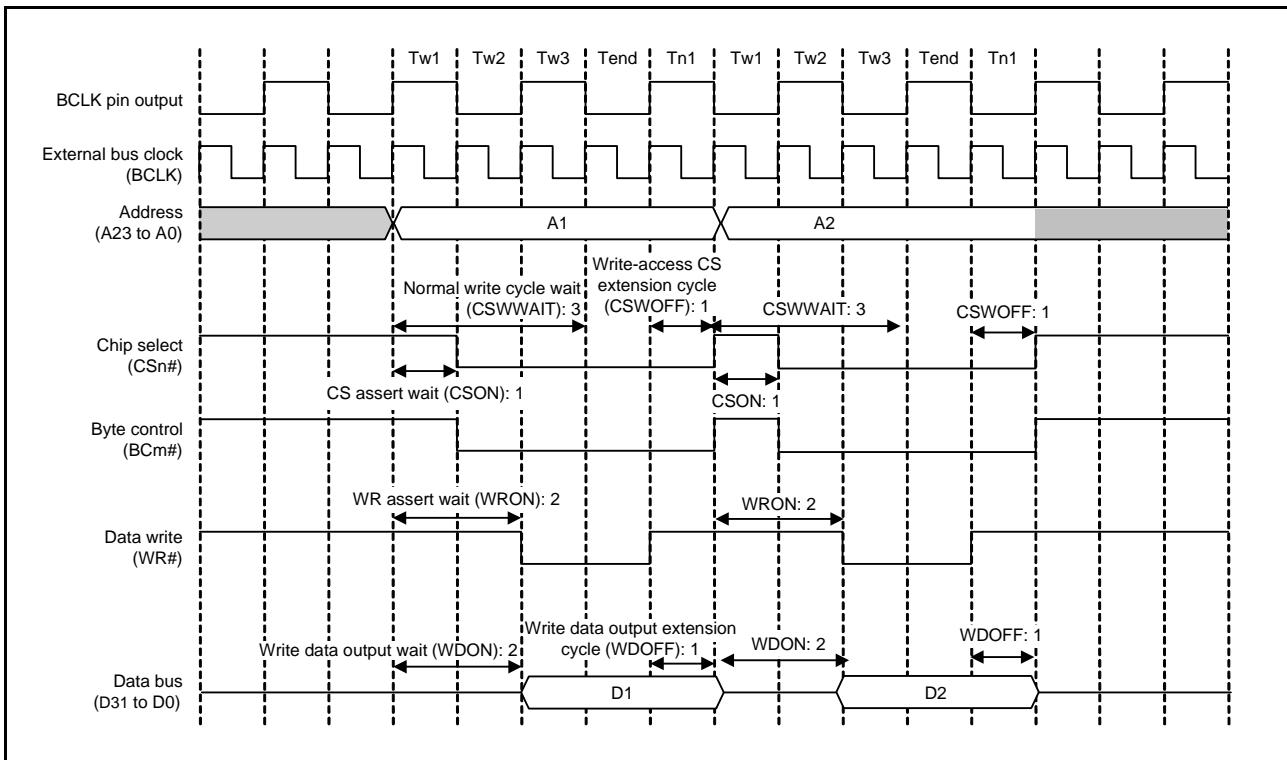 Tw1 Tw2 Tw3 Tend Tn1 Tw1 Tw2 Tw3 Tend Tn1
BCLK pin output
External bus clock
(BCLK)
Address
(A23 to A0)
A1 A2
Normal write cycle wait
(CSWWAIT): 3
Write-access CS
extension cycle
(CSWOFF): 1
CSWWAIT: 3
CSWOFF: 1
Chip select
(CSn#)
CS assert wait (CSON): 1
CSON: 1
Byte control
(BCm#)
WR assert wait (WRON): 2
WRON: 2
Data write
(WR#)
Write data output wait (WDON): 2
Write data output extension
cycle (WDOFF): 1
WDON: 2
WDOFF: 1
Data bus
(D31 to D0)
D1 D2